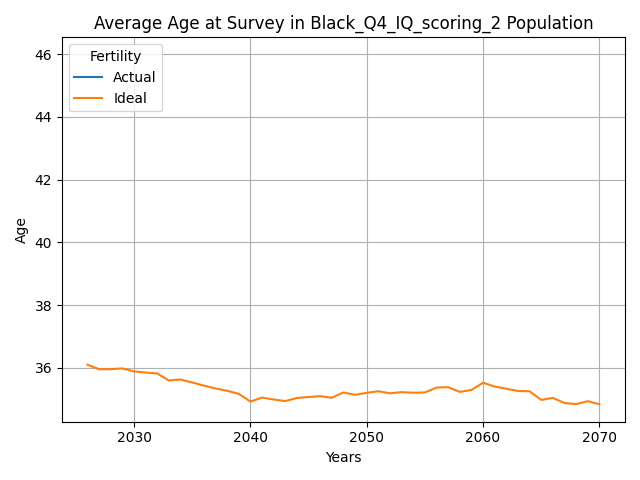 Average Age at Survey in Black_Q4_IQ_scoring_2 Population
Fertility
Actual
Ideal
46
44
42
40
38
36
Age
2030 2040 2050 2060 2070
Years